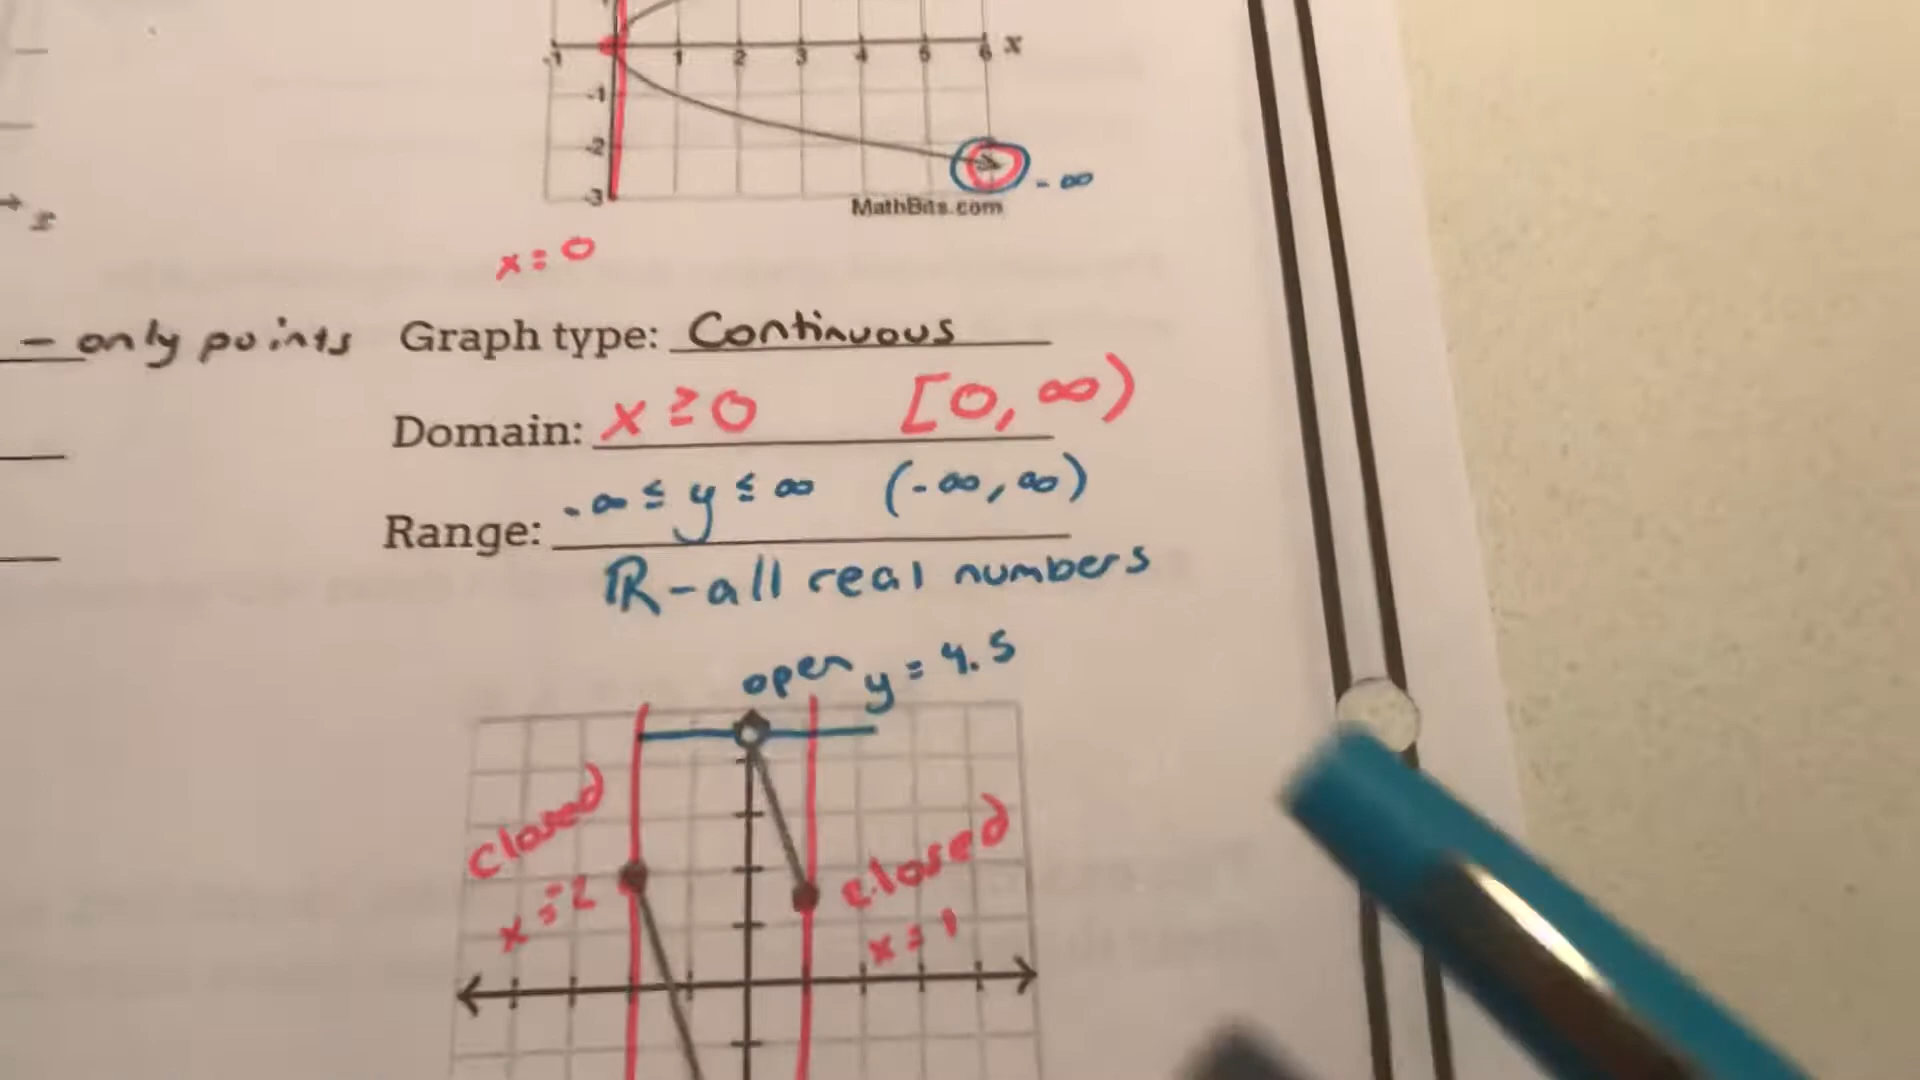 -1 1 2 3 4 5 6 x
-1
-2
-3
- ∞
MathBits.com
x = 0
- only points Graph type: Continuous
Domain: x ≥ 0 [0, ∞)
Range: -∞ ≤ y ≤ ∞ (-∞, ∞)
ℝ - all real numbers
open y = 4.5
closed
x = -2
closed
x = 1